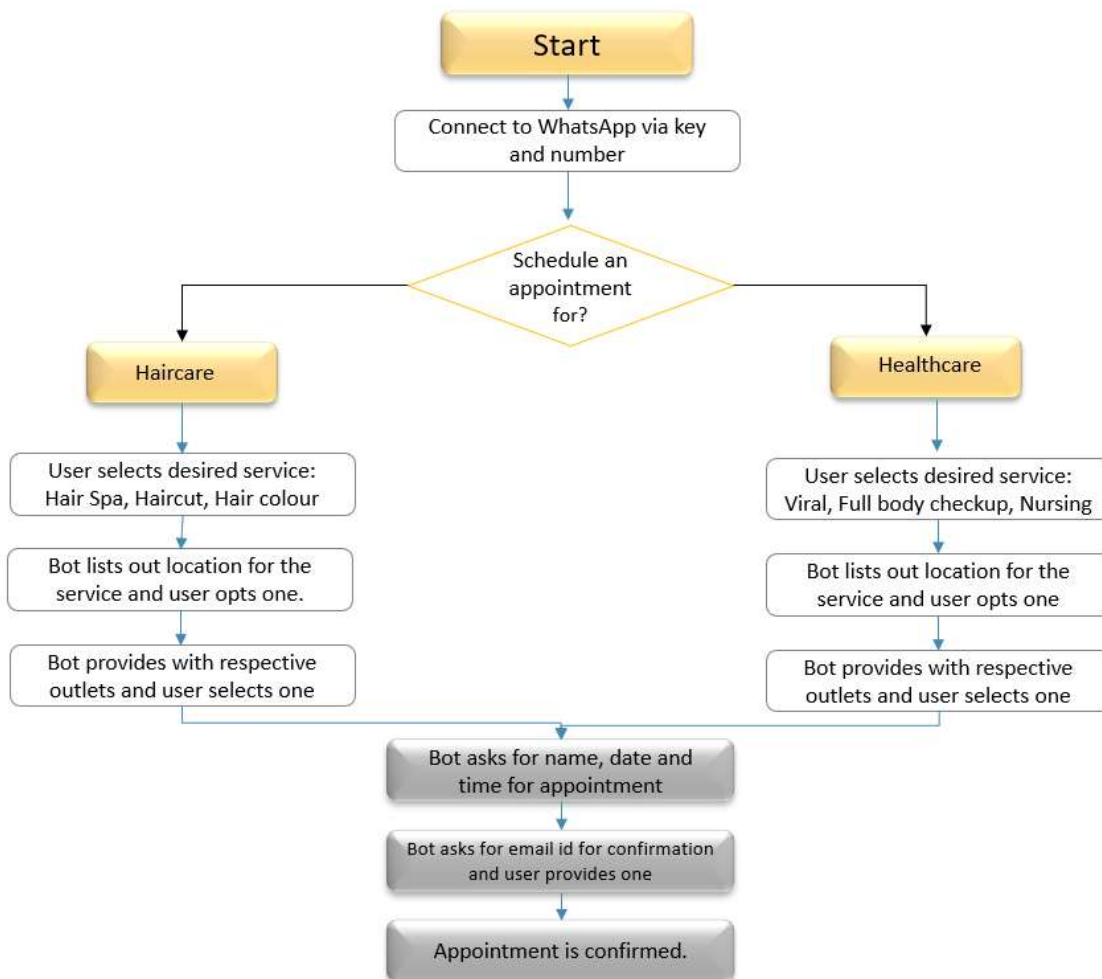 Start
Connect to WhatsApp via key
and number
Schedule an
appointment
for?
Haircare
Healthcare
User selects desired service:
Hair Spa, Haircut, Hair colour
User selects desired service:
Viral, Full body checkup, Nursing
Bot lists out location for the
service and user opts one.
Bot lists out location for the
service and user opts one
Bot provides with respective
outlets and user selects one
Bot provides with respective
outlets and user selects one
Bot asks for name, date and
time for appointment
Bot asks for email id for confirmation
and user provides one
Appointment is confirmed.